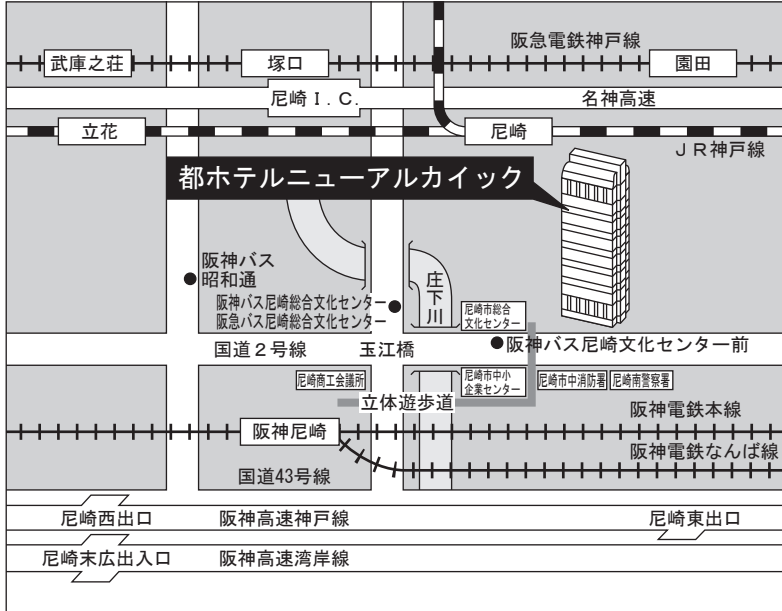 阪急電鉄神戸線
武庫之荘
塚口
園田
尼崎Ｉ．Ｃ．
名神高速
立花
尼崎
ＪＲ神戸線
都ホテルニューアルカイック
阪神バス
昭和通
庄下川
阪神バス尼崎総合文化センター
阪急バス尼崎総合文化センター
尼崎市総合
文化センター
国道２号線
玉江橋
阪神バス尼崎文化センター前
尼崎商工会議所
尼崎市中小
企業センター
尼崎市中消防署
尼崎南警察署
立体遊歩道
阪神電鉄本線
阪神尼崎
阪神電鉄なんば線
国道43号線
尼崎西出口
阪神高速神戸線
尼崎東出口
尼崎末広出入口
阪神高速湾岸線